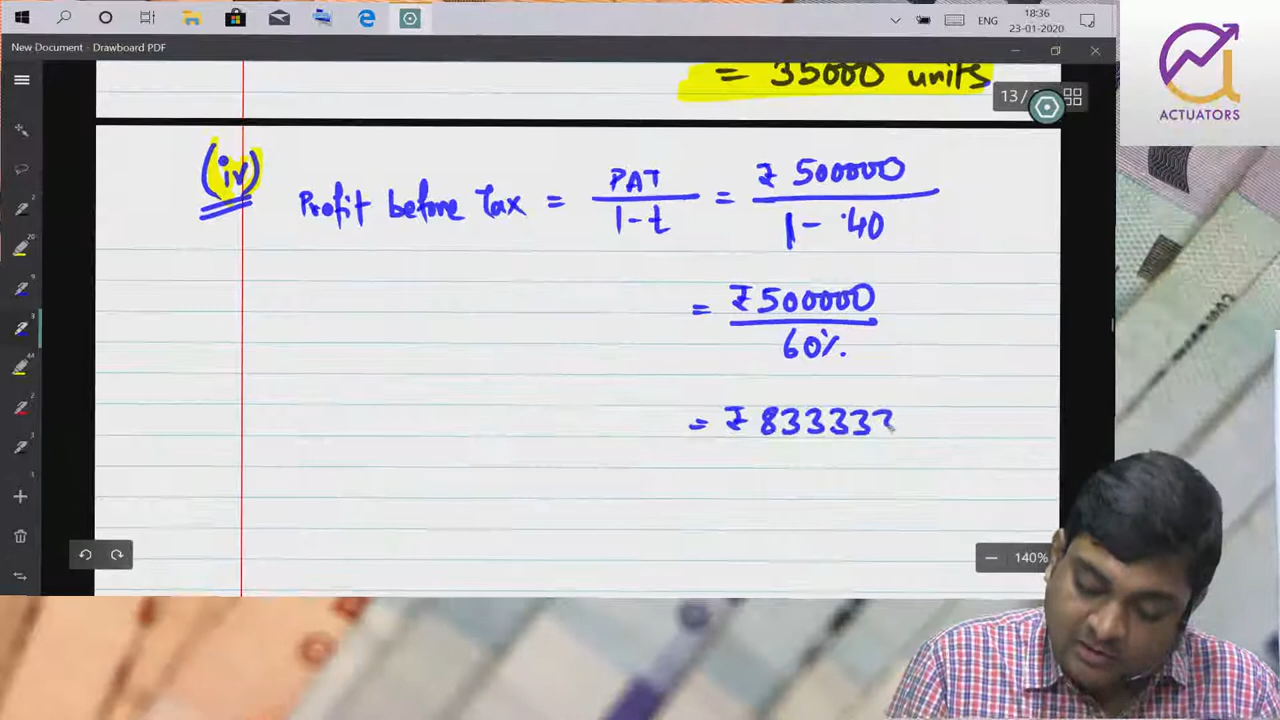 18:36
ENG
23-01-2020
New Document - Drawboard PDF
= 35000 units
13 /
ACTUATORS
(iv)
Profit before Tax = PAT / 1-t = ₹ 500000 / 1- .40
= ₹ 500000 / 60%
= ₹ 833333
140%